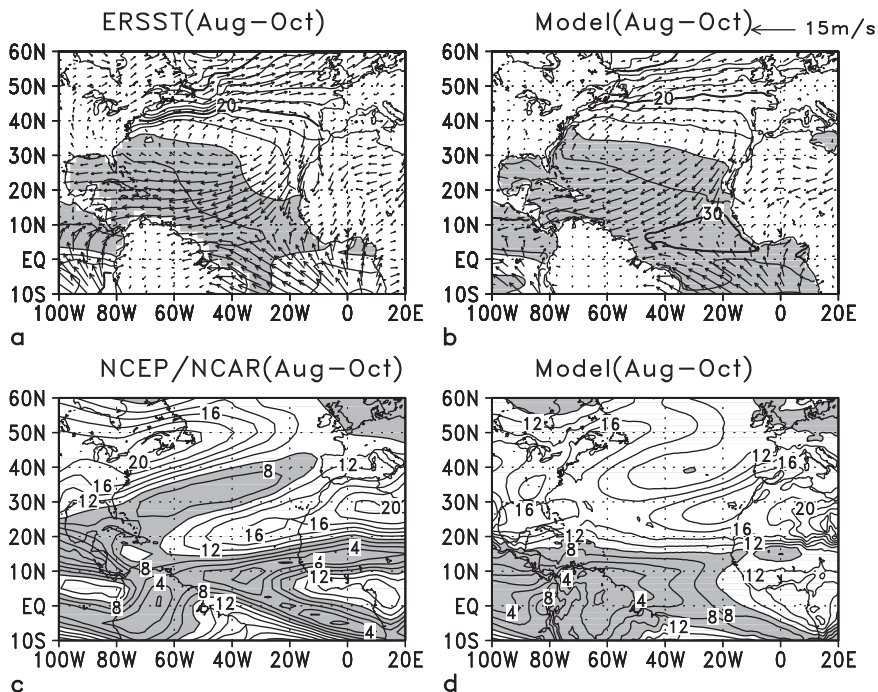 ERSST(Aug-Oct)
Model(Aug-Oct) 15m/s
60N
50N
40N
30N
20N
10N
EQ
10S
20
100W 80W 60W 40W 20W 0 20E
a
60N
50N
40N
30N
20N
10N
EQ
10S
20
30
100W 80W 60W 40W 20W 0 20E
b
NCEP/NCAR(Aug-Oct)
Model(Aug-Oct)
60N
50N
40N
30N
20N
10N
EQ
10S
16
20
8
12
16
12
20
16
16
12
4
8
4
12
8
8
12
4
100W 80W 60W 40W 20W 0 20E
c
60N
50N
40N
30N
20N
10N
EQ
10S
12
16
12
16
16
20
16
12
12
8
4
12
8
4
8
4
8
8
12
100W 80W 60W 40W 20W 0 20E
d